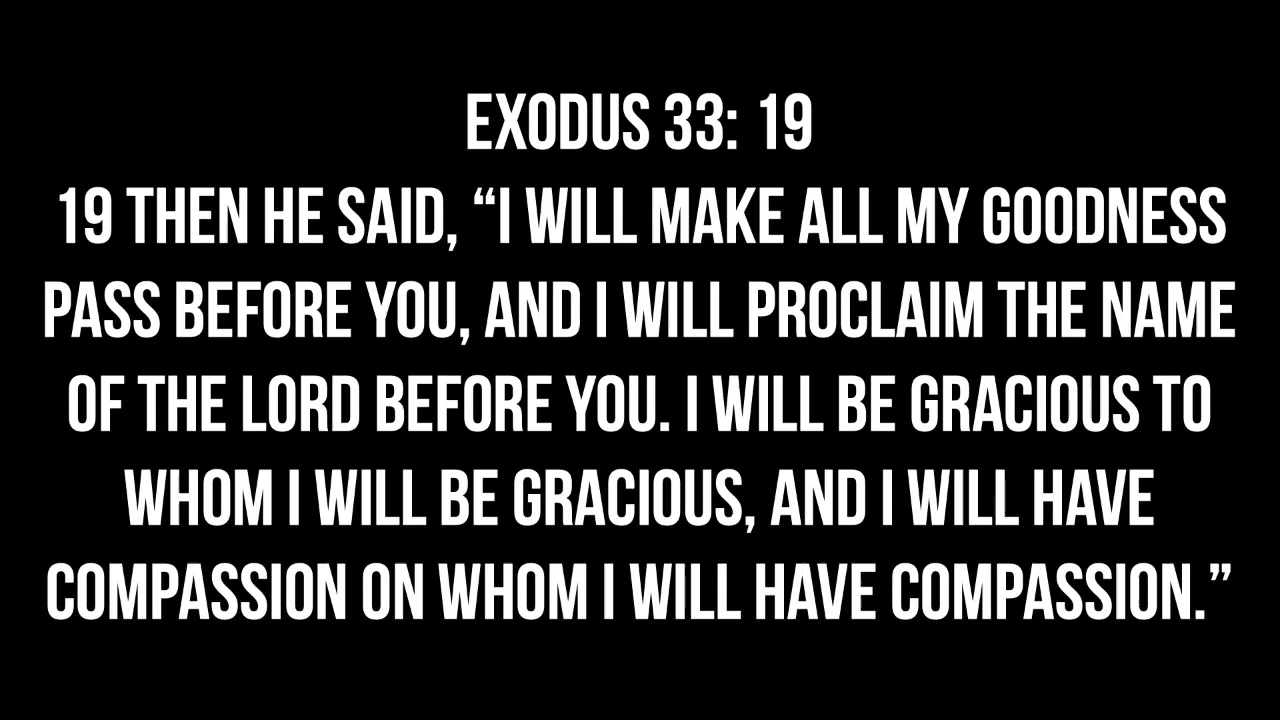 EXODUS 33: 19
19 THEN HE SAID, “I WILL MAKE ALL MY GOODNESS
PASS BEFORE YOU, AND I WILL PROCLAIM THE NAME
OF THE LORD BEFORE YOU. I WILL BE GRACIOUS TO
WHOM I WILL BE GRACIOUS, AND I WILL HAVE
COMPASSION ON WHOM I WILL HAVE COMPASSION.”